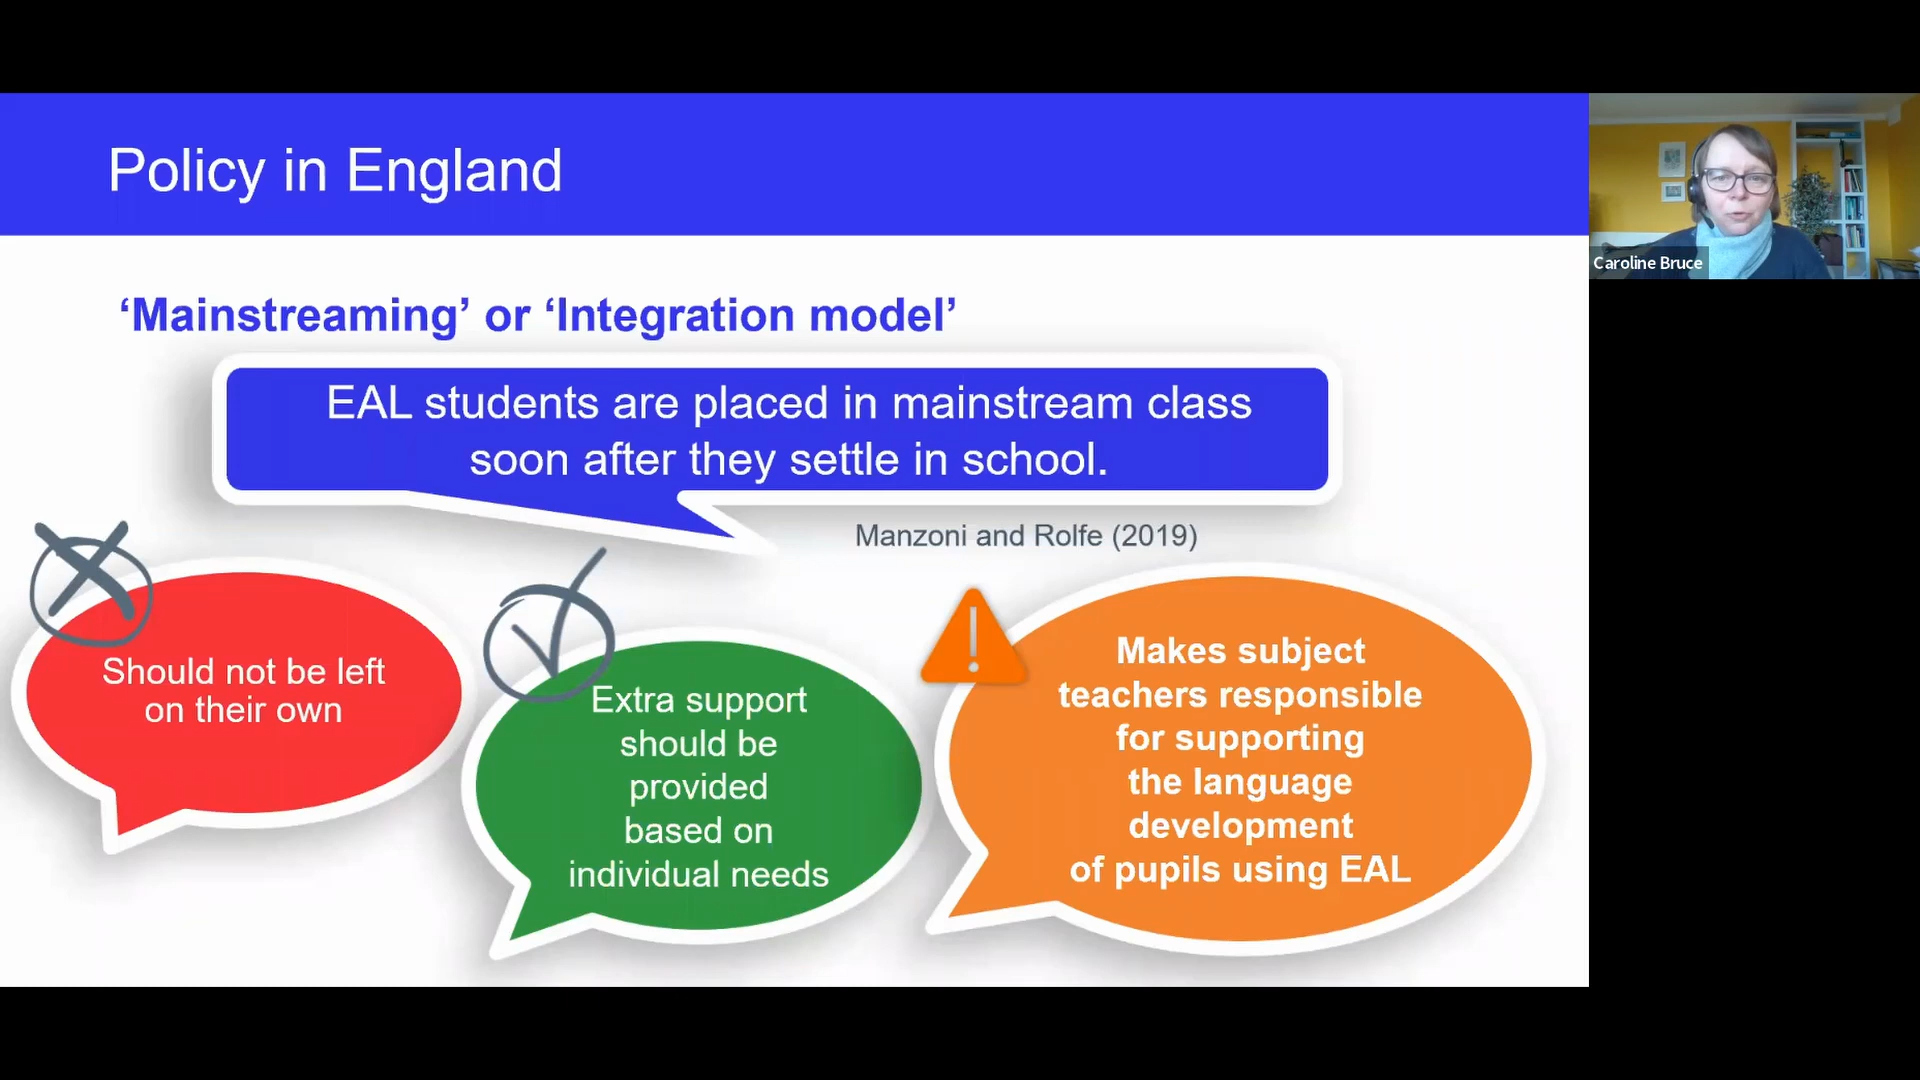 Policy in England
‘Mainstreaming’ or ‘Integration model’
EAL students are placed in mainstream class
soon after they settle in school.
Manzoni and Rolfe (2019)
Should not be left
on their own
Extra support
should be
provided
based on
individual needs
Makes subject
teachers responsible
for supporting
the language
development
of pupils using EAL
Caroline Bruce